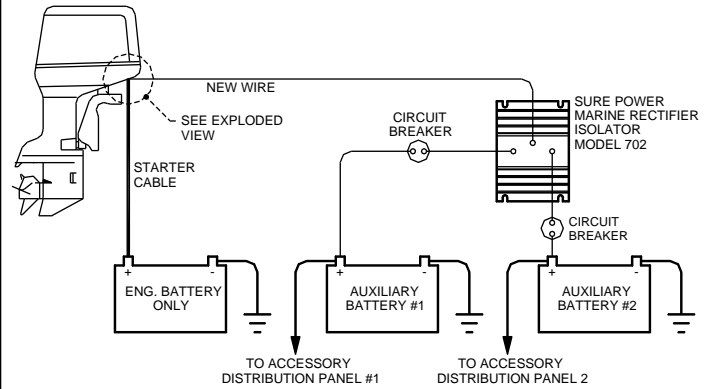 NEW WIRE
SEE EXPLODED
VIEW
CIRCUIT
BREAKER
SURE POWER
MARINE RECTIFIER
ISOLATOR
MODEL 702
STARTER
CABLE
CIRCUIT
BREAKER
+ -
ENG. BATTERY
ONLY
+ -
AUXILIARY
BATTERY #1
+ -
AUXILIARY
BATTERY #2
TO ACCESSORY
DISTRIBUTION PANEL #1
TO ACCESSORY
DISTRIBUTION PANEL 2